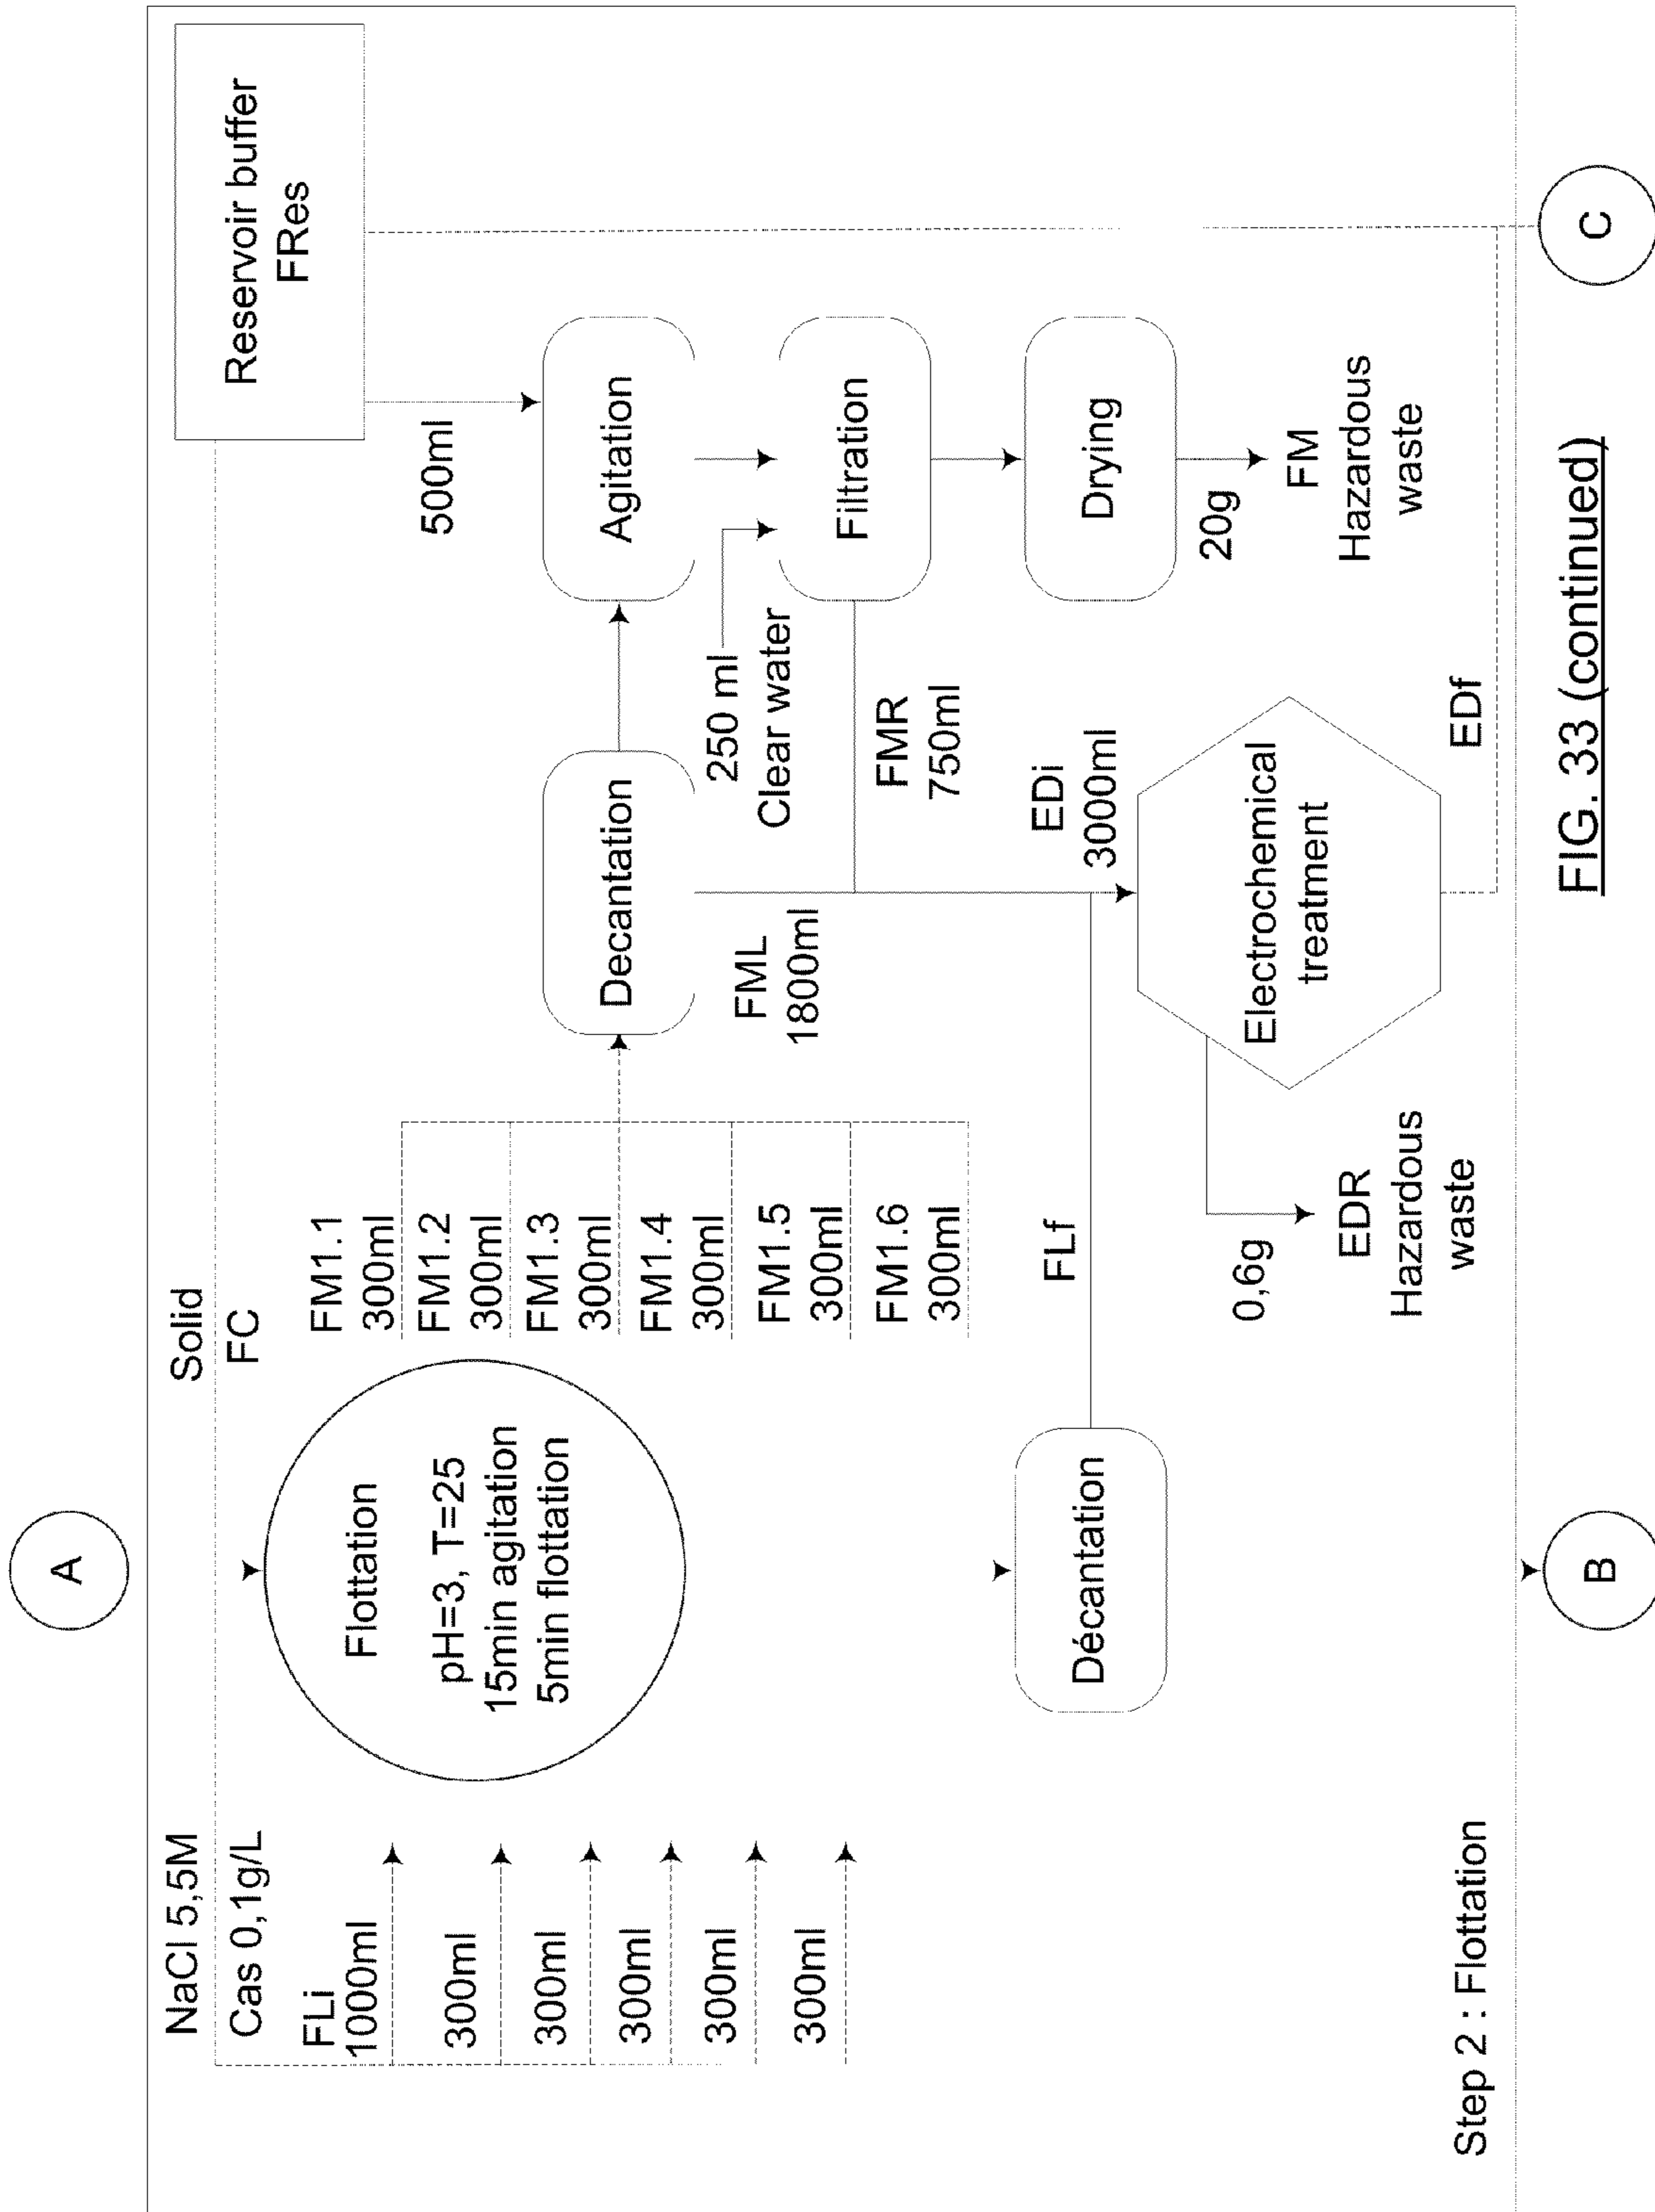 A
NaCl 5,5M
Cas 0,1g/L
FLi
1000ml
300ml
300ml
300ml
300ml
300ml
Solid
FC
Flottation
pH=3, T=25
15min agitation
5min flottation
FM1.1
300ml
FM1.2
300ml
FM1.3
300ml
FM1.4
300ml
FM1.5
300ml
FM1.6
300ml
Reservoir buffer
FRes
500ml
Decantation
Agitation
250 ml
Clear water
Filtration
FML
1800ml
FMR
750ml
Drying
20g
FM
Hazardous
waste
Décantation
FLf
EDi
3000ml
Electrochemical
treatment
0,6g
EDR
Hazardous
waste
EDf
Step 2 : Flottation
B
C
FIG. 33 (continued)